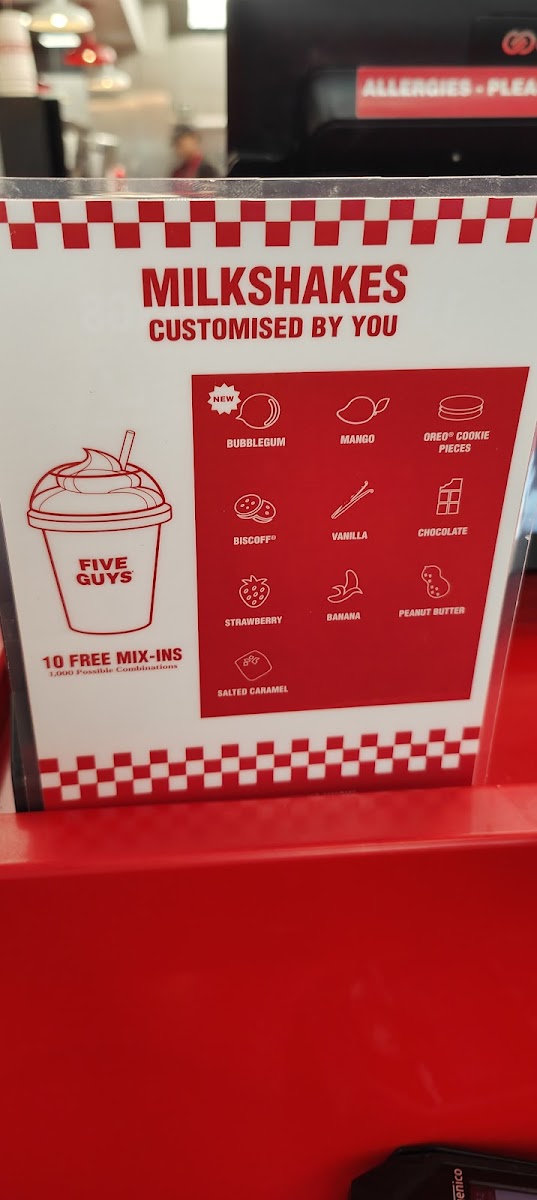 ALLERGIES - PLEA
MILKSHAKES
CUSTOMISED BY YOU
NEW
BUBBLEGUM
MANGO
OREO® COOKIE
PIECES
BISCOFF®
VANILLA
CHOCOLATE
STRAWBERRY
BANANA
PEANUT BUTTER
SALTED CARAMEL
FIVE
GUYS
10 FREE MIX-INS
1,000 Possible Combinations
enico